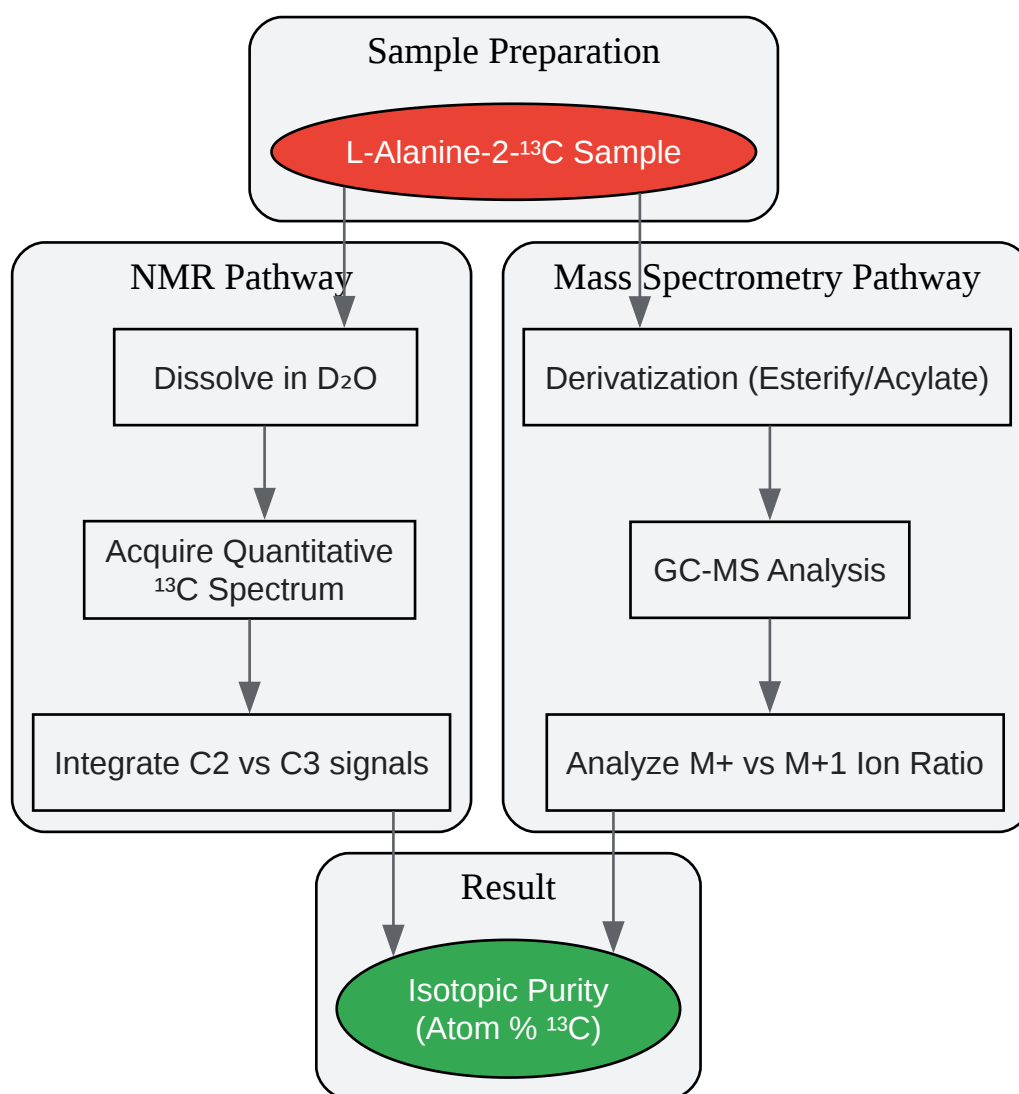 Sample Preparation
L-Alanine-2-¹³C Sample
NMR Pathway
Dissolve in D₂O
Acquire Quantitative
¹³C Spectrum
Integrate C2 vs C3 signals
Mass Spectrometry Pathway
Derivatization (Esterify/Acylate)
GC-MS Analysis
Analyze M+ vs M+1 Ion Ratio
Result
Isotopic Purity
(Atom % ¹³C)